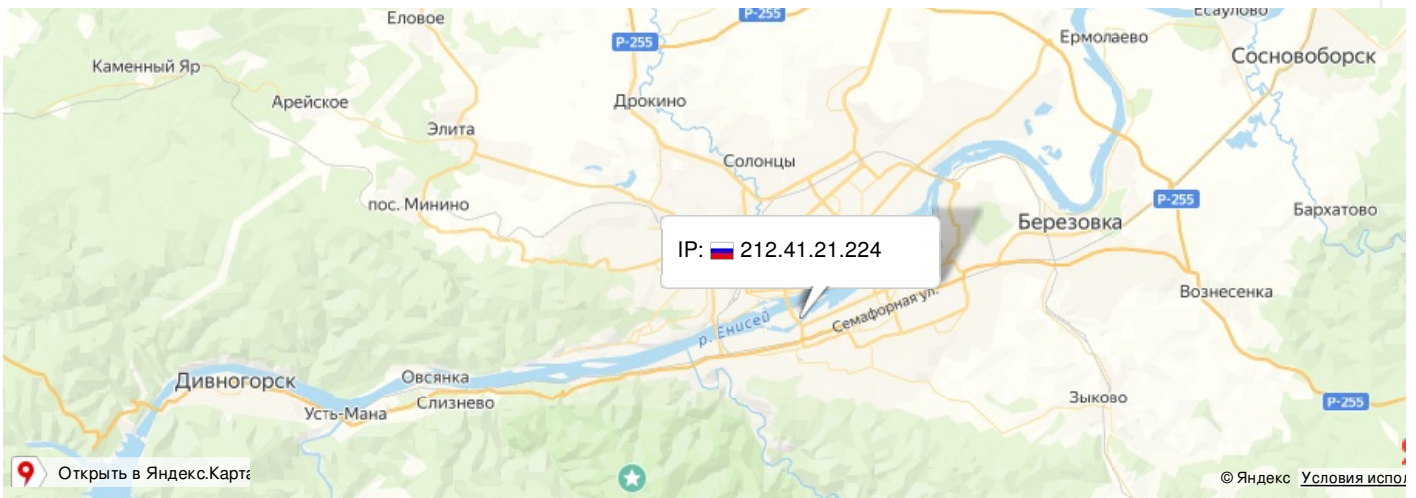 Еловое
Р-255
Р-255
Ермолаево
Сосновоборск
Каменный Яр
Арейское
Дрокино
Элита
Солонцы
пос. Минино
Р-255
Березовка
Бархатово
IP: 212.41.21.224
Вознесенка
Семафорная ул.
р. Енисей
Дивногорск
Овсянка
Усть-Мана
Слизнево
Зыково
Р-255
Открыть в Яндекс.Карта
© Яндекс Условия испол